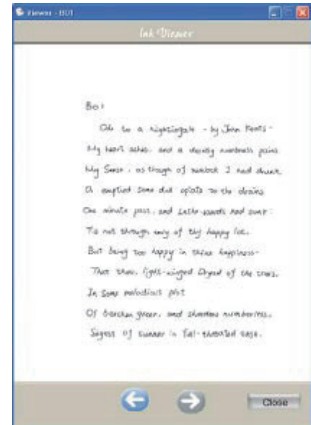 Viewer - B01
Ink Viewer
Bol:
Ode to a nightingale - by John Keats -
My heart aches, and a drowsy numbness pains
My Sense, as though of hemlock I had drunk
Or emptied some dull opiate to the drains
One minute past, and Lethe-wards had sunk:
Tis not through envy of thy happy lot.
But being too happy in thine happiness-
That thou, light-winged Dryad of the trees.
In Some melodious plot
Of beechen green, and shadows numberless,
Singest of summer in full-throated ease.
Close